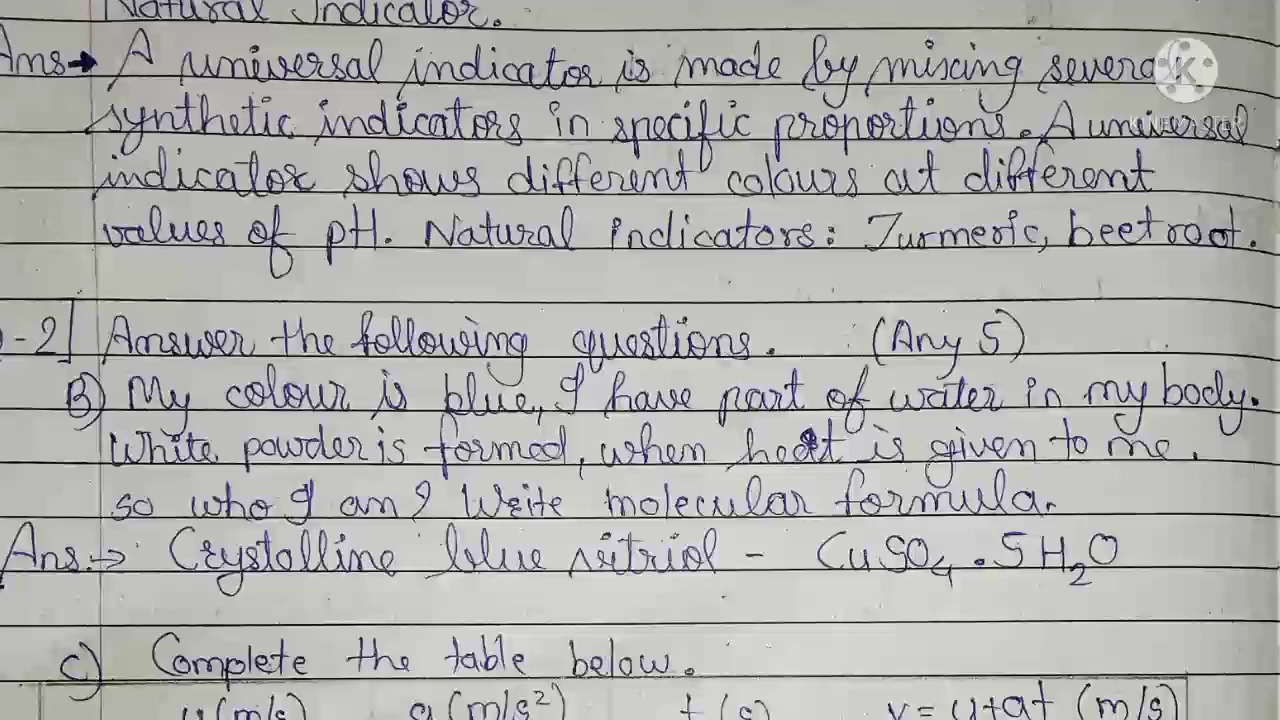 Natural Indicator.
Ans→ A universal indicator is made by mixing several
synthetic indicators in specific proportions. A universal
indicator shows different colours at different
values of pH. Natural indicators: Turmeric, beetroot.
-2] Answer the following questions. (Any 5)
B) My colour is blue, I have part of water in my body.
White powder is formed, when heat is given to me.
so who I am? Write molecular formula.
Ans.→ Crystalline blue vitriol - CuSO₄.5H₂O
C) Complete the table below.
u (m/s) a (m/s²) t (s) v = u+at (m/s)